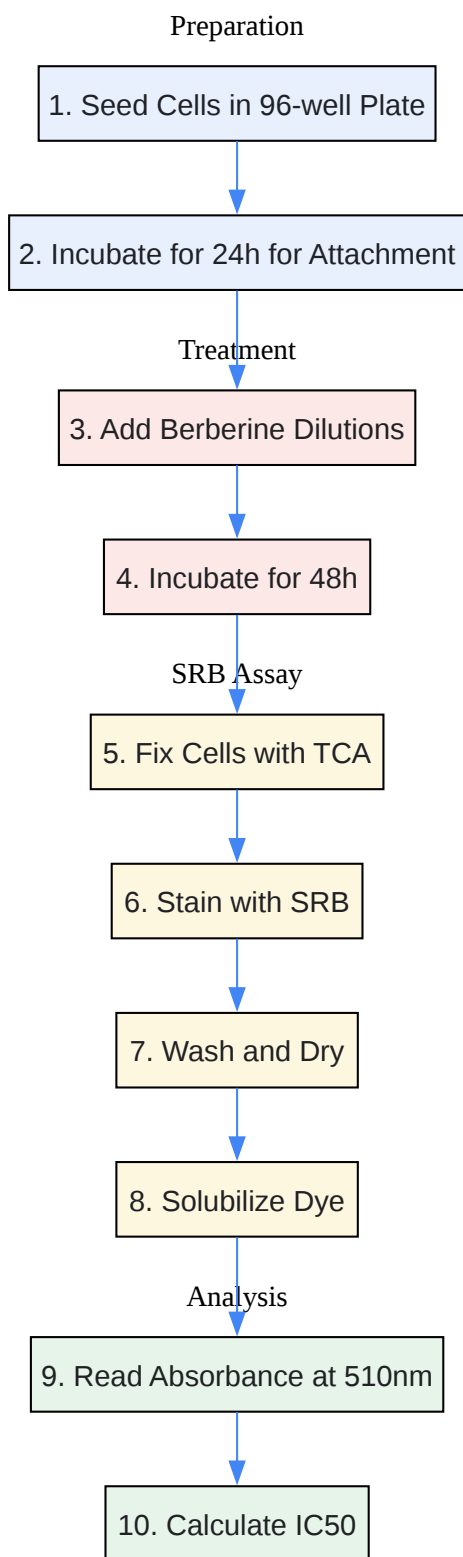 Preparation
1. Seed Cells in 96-well Plate
2. Incubate for 24h for Attachment
Treatment
3. Add Berberine Dilutions
4. Incubate for 48h
SRB Assay
5. Fix Cells with TCA
6. Stain with SRB
7. Wash and Dry
8. Solubilize Dye
Analysis
9. Read Absorbance at 510nm
10. Calculate IC50